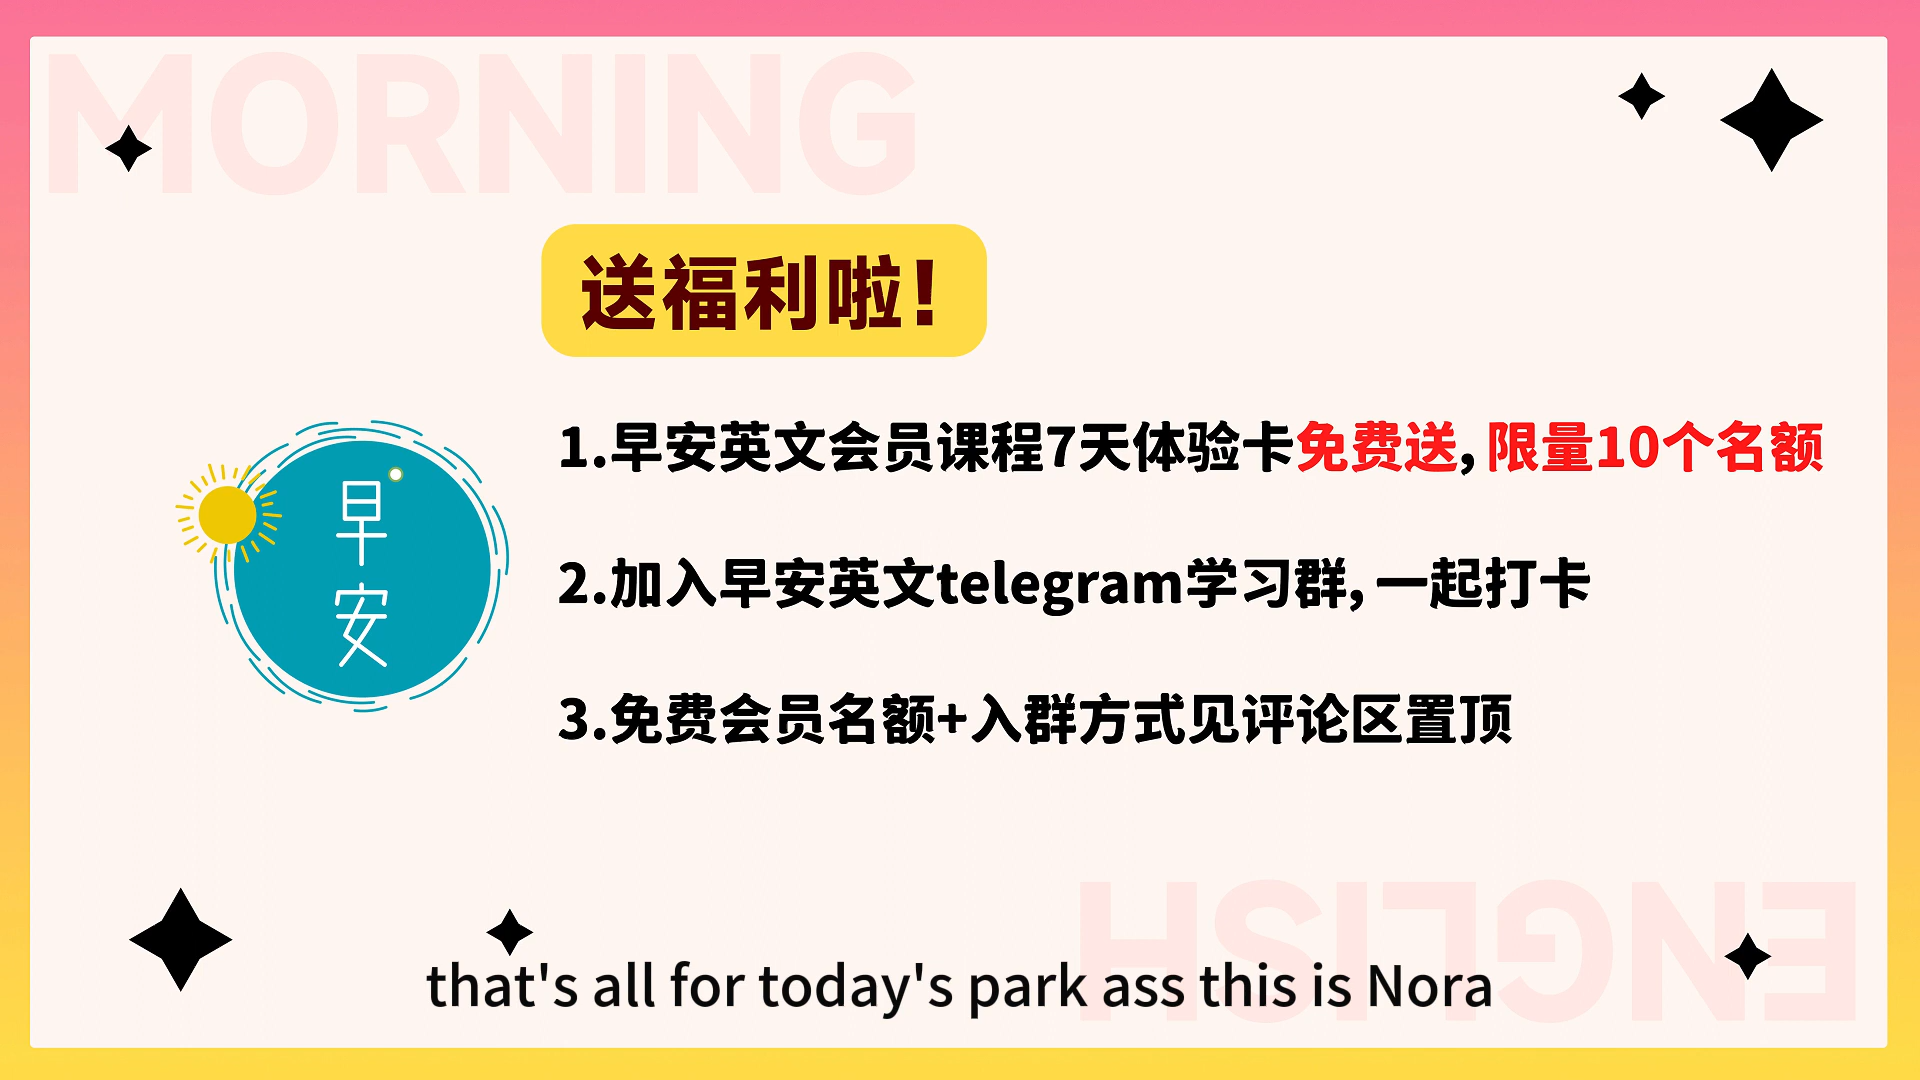 MORNING
送福利啦!
1.早安英文会员课程7天体验卡免费送,限量10个名额
早安
2.加入早安英文telegram学习群,一起打卡
3.免费会员名额+入群方式见评论区置顶
ENGLISH
that's all for today's park ass this is Nora